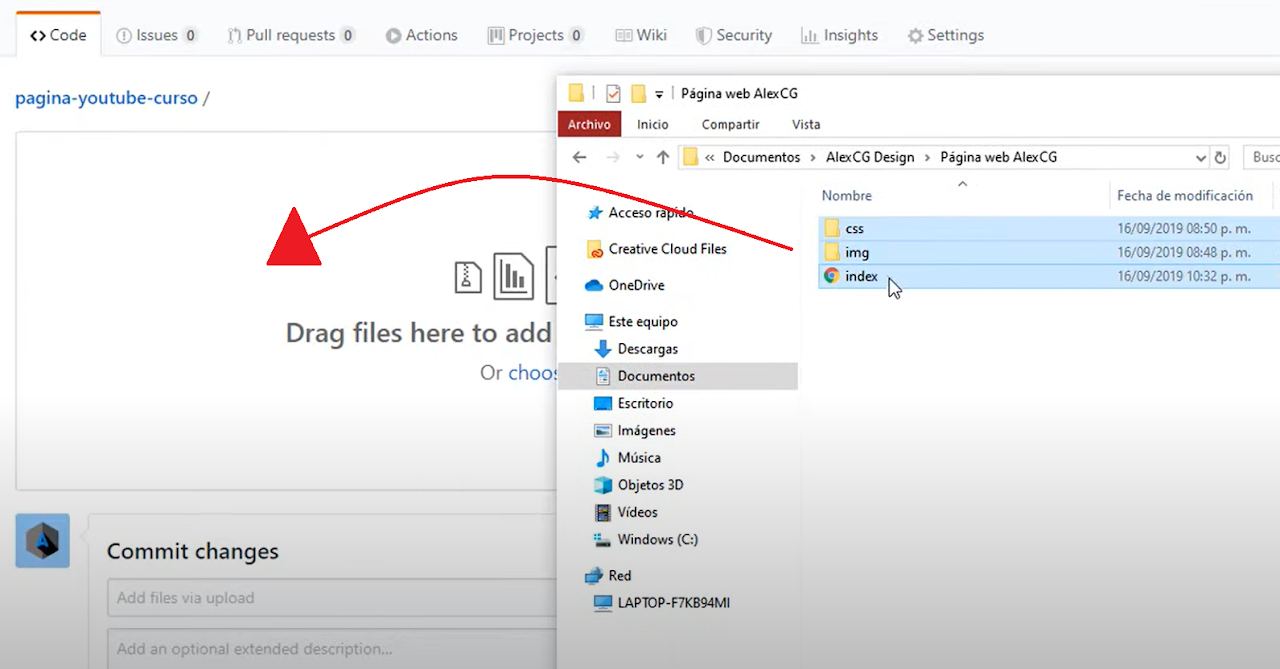 Code Issues 0 Pull requests 0 Actions Projects 0 Wiki Security Insights Settings
pagina-youtube-curso /
Drag files here to add
Or
Commit changes
Add files via upload
Add an optional extended description...
Página web AlexCG
Archivo Inicio Compartir Vista
« Documentos › AlexCG Design › Página web AlexCG
Nombre Fecha de modificación
css 16/09/2019 08:50 p. m.
img 16/09/2019 08:48 p. m.
index 16/09/2019 10:32 p. m.
Acceso rápido
Creative Cloud Files
OneDrive
Este equipo
Descargas
Documentos
Escritorio
Imágenes
Música
Objetos 3D
Vídeos
Windows (C:)
Red
LAPTOP-F7KB94MI